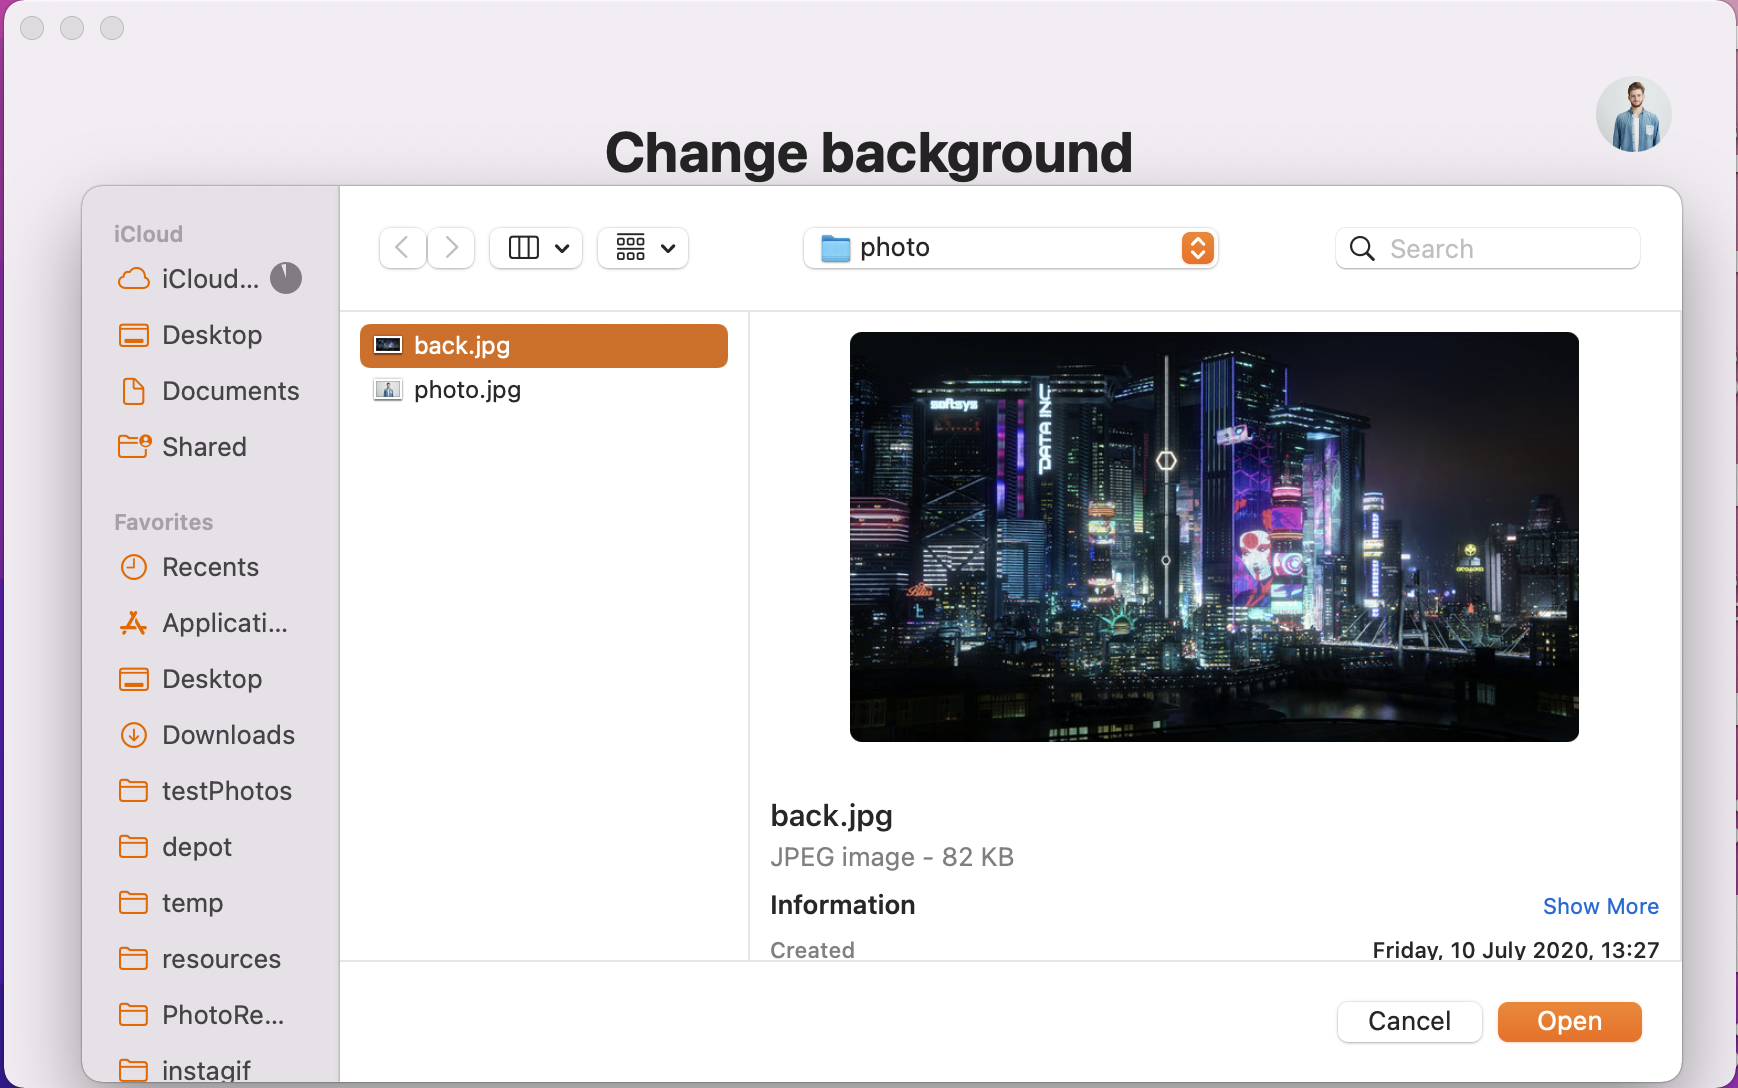 Change background
iCloud
iCloud...
Desktop
Documents
Shared
Favorites
Recents
Applicati...
Desktop
Downloads
testPhotos
depot
temp
resources
PhotoRe...
instagif
photo
Search
back.jpg
photo.jpg
softsys
DATA INC.
back.jpg
JPEG image - 82 KB
Information
Show More
Created
Friday, 10 July 2020, 13:27
Cancel
Open